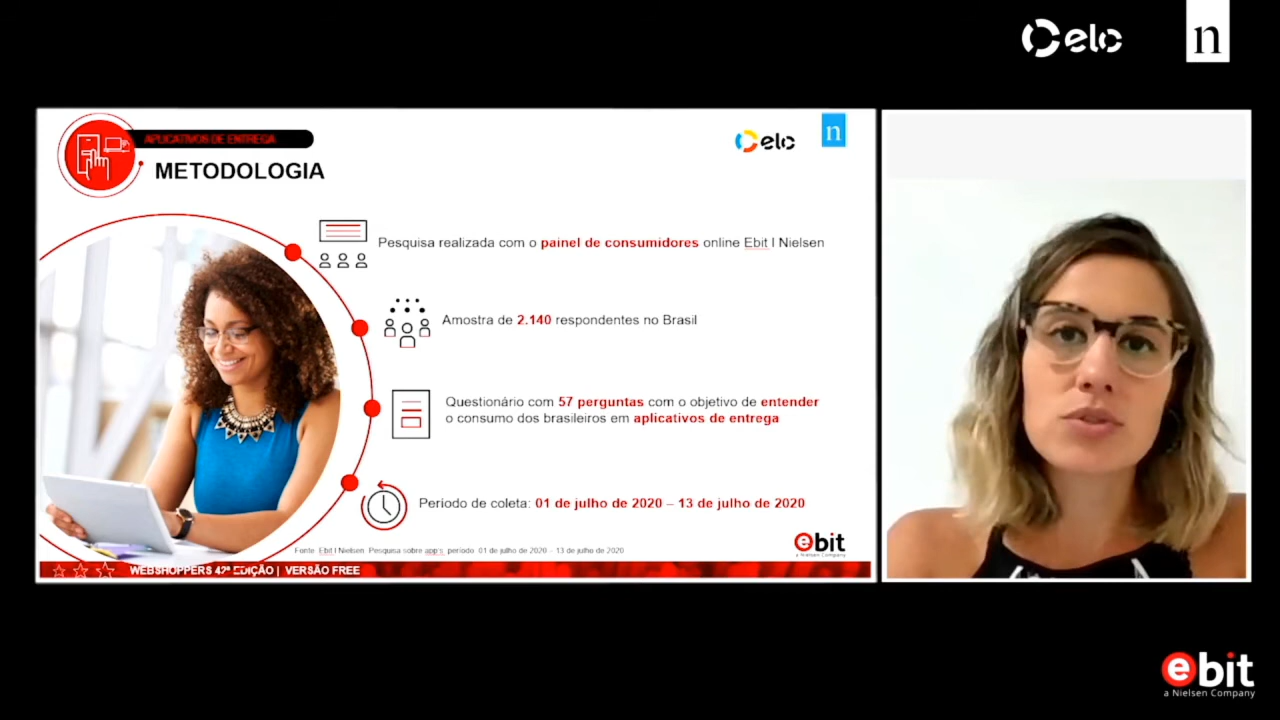 elo
n
APLICATIVOS DE ENTREGA
METODOLOGIA
elo
n
Pesquisa realizada com o painel de consumidores online Ebit I Nielsen
Amostra de 2.140 respondentes no Brasil
Questionário com 57 perguntas com o objetivo de entender
o consumo dos brasileiros em aplicativos de entrega
Período de coleta: 01 de julho de 2020 – 13 de julho de 2020
ebit
a Nielsen Company
Fonte: Ebit I Nielsen: Pesquisa sobre app's, período: 01 de julho de 2020 – 13 de julho de 2020
WEBSHOPPERS 42ª EDIÇÃO | VERSÃO FREE
ebit
a Nielsen Company